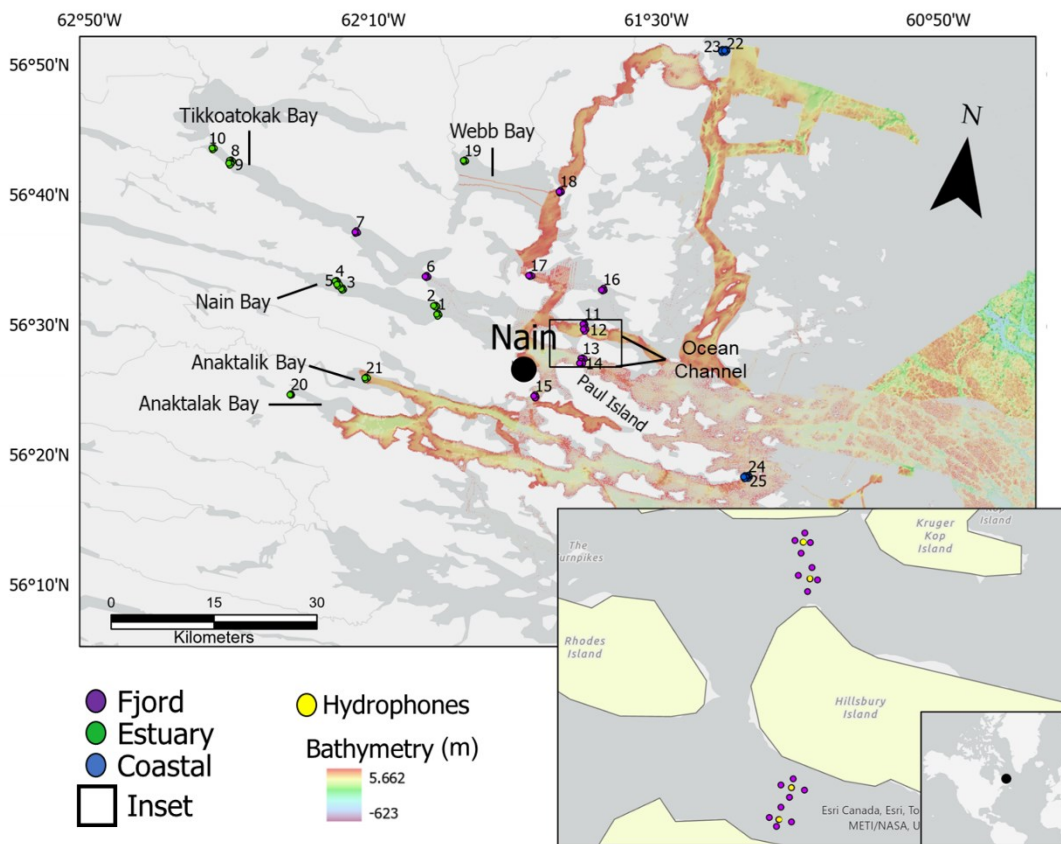 62°50'W
62°10'W
61°30'W
60°50'W
56°50'N
56°40'N
56°30'N
56°20'N
56°10'N
23 22
Tikkoatokak Bay
10
8
9
Webb Bay
19
N
18
7
6
17
16
4
5 3
Nain Bay
2
1
11
12
Nain
13
14
Ocean
Channel
Anaktalik Bay
21
20
Anaktalak Bay
15
Paul Island
24
25
0 15 30
Kilometers
Fjord
Estuary
Coastal
Inset
Hydrophones
Bathymetry (m)
5.662
-623
The
Kruger
Kop
Island
Island
Rhodes
Island
Hillsbury
Island
Esri Canada, Esri, To
METI/NASA, U